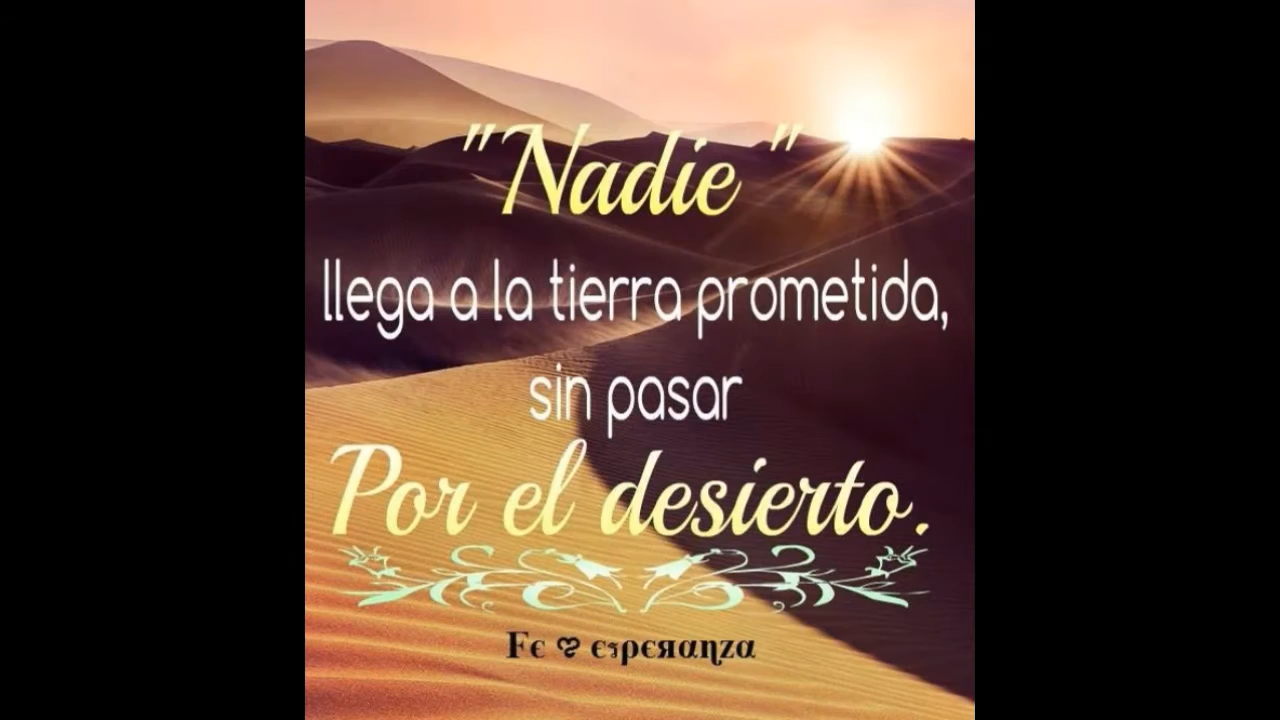 "Nadie"
llega a la tierra prometida,
sin pasar
Por el desierto.
Fe & esperanza